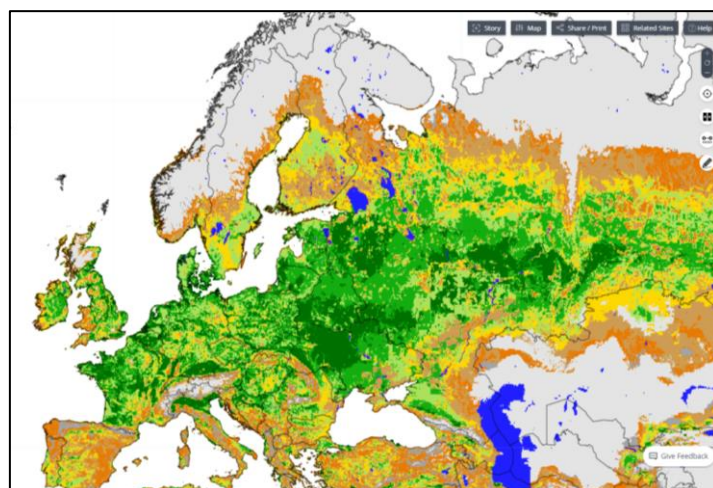 Story
Map
Share / Print
Related Sites
Help
Give Feedback